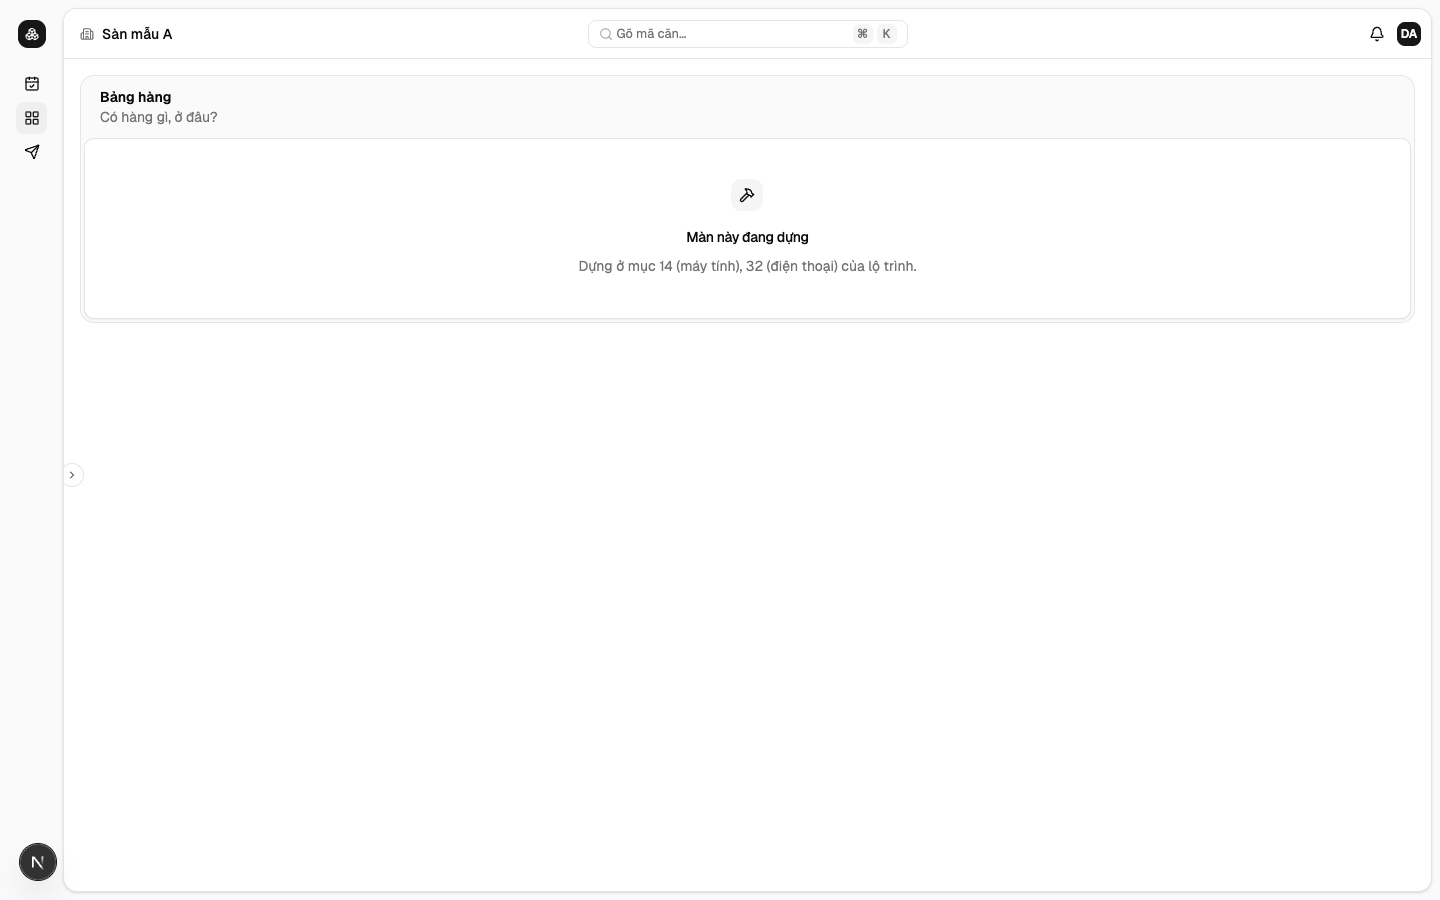 Sàn mẫu A
Gõ mã căn...
⌘ K
DA
Bảng hàng
Có hàng gì, ở đâu?
Màn này đang dựng
Dựng ở mục 14 (máy tính), 32 (điện thoại) của lộ trình.
N